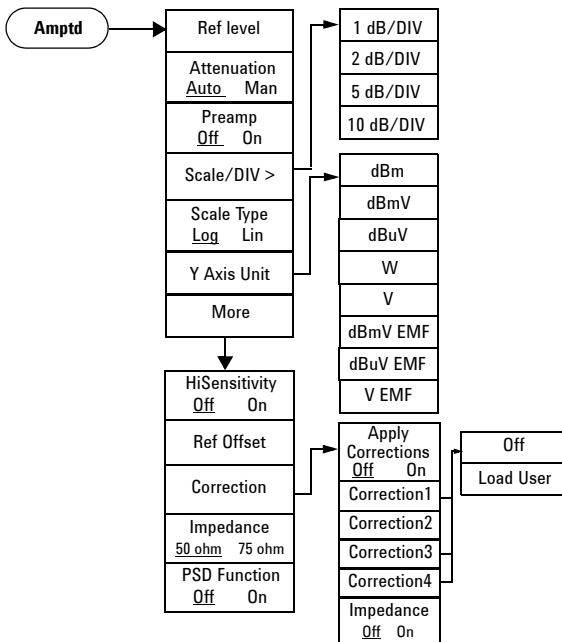 Amptd
Ref level
Attenuation
Auto Man
Preamp
Off On
Scale/DIV >
Scale Type
Log Lin
Y Axis Unit
More
1 dB/DIV
2 dB/DIV
5 dB/DIV
10 dB/DIV
dBm
dBmV
dBuV
W
V
dBmV EMF
dBuV EMF
V EMF
HiSensitivity
Off On
Ref Offset
Correction
Impedance
50 ohm 75 ohm
PSD Function
Off On
Apply
Corrections
Off On
Correction1
Correction2
Correction3
Correction4
Impedance
Off On
Off
Load User